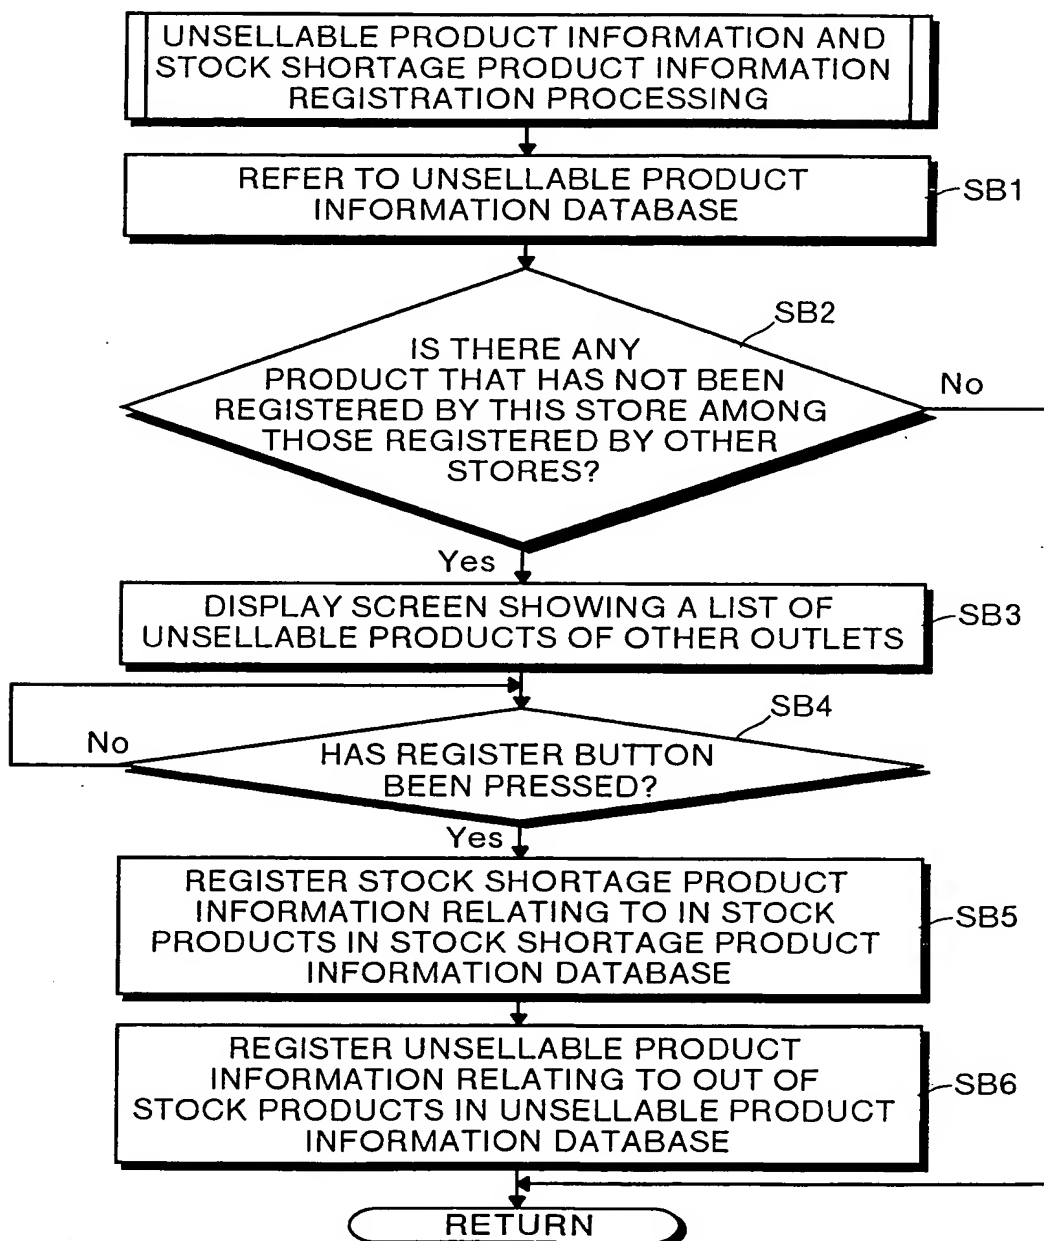 UNSELLABLE PRODUCT INFORMATION AND
STOCK SHORTAGE PRODUCT INFORMATION
REGISTRATION PROCESSING
REFER TO UNSELLABLE PRODUCT
INFORMATION DATABASE
SB1
SB2
IS THERE ANY
PRODUCT THAT HAS NOT BEEN
REGISTERED BY THIS STORE AMONG
THOSE REGISTERED BY OTHER
STORES?
No
Yes
DISPLAY SCREEN SHOWING A LIST OF
UNSELLABLE PRODUCTS OF OTHER OUTLETS
SB3
SB4
No
HAS REGISTER BUTTON
BEEN PRESSED?
Yes
REGISTER STOCK SHORTAGE PRODUCT
INFORMATION RELATING TO IN STOCK
PRODUCTS IN STOCK SHORTAGE PRODUCT
INFORMATION DATABASE
SB5
REGISTER UNSELLABLE PRODUCT
INFORMATION RELATING TO OUT OF
STOCK PRODUCTS IN UNSELLABLE PRODUCT
INFORMATION DATABASE
SB6
RETURN